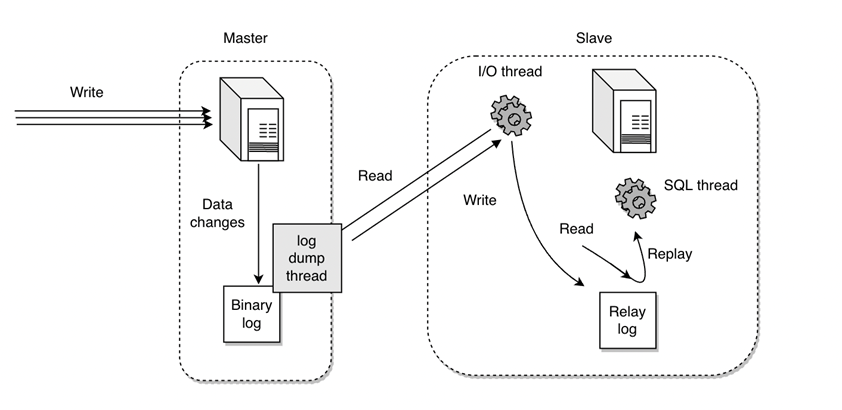 Master
Slave
Write
I/O thread
Read
Data
changes
Write
SQL thread
log
dump
thread
Read
Replay
Binary
log
Relay
log